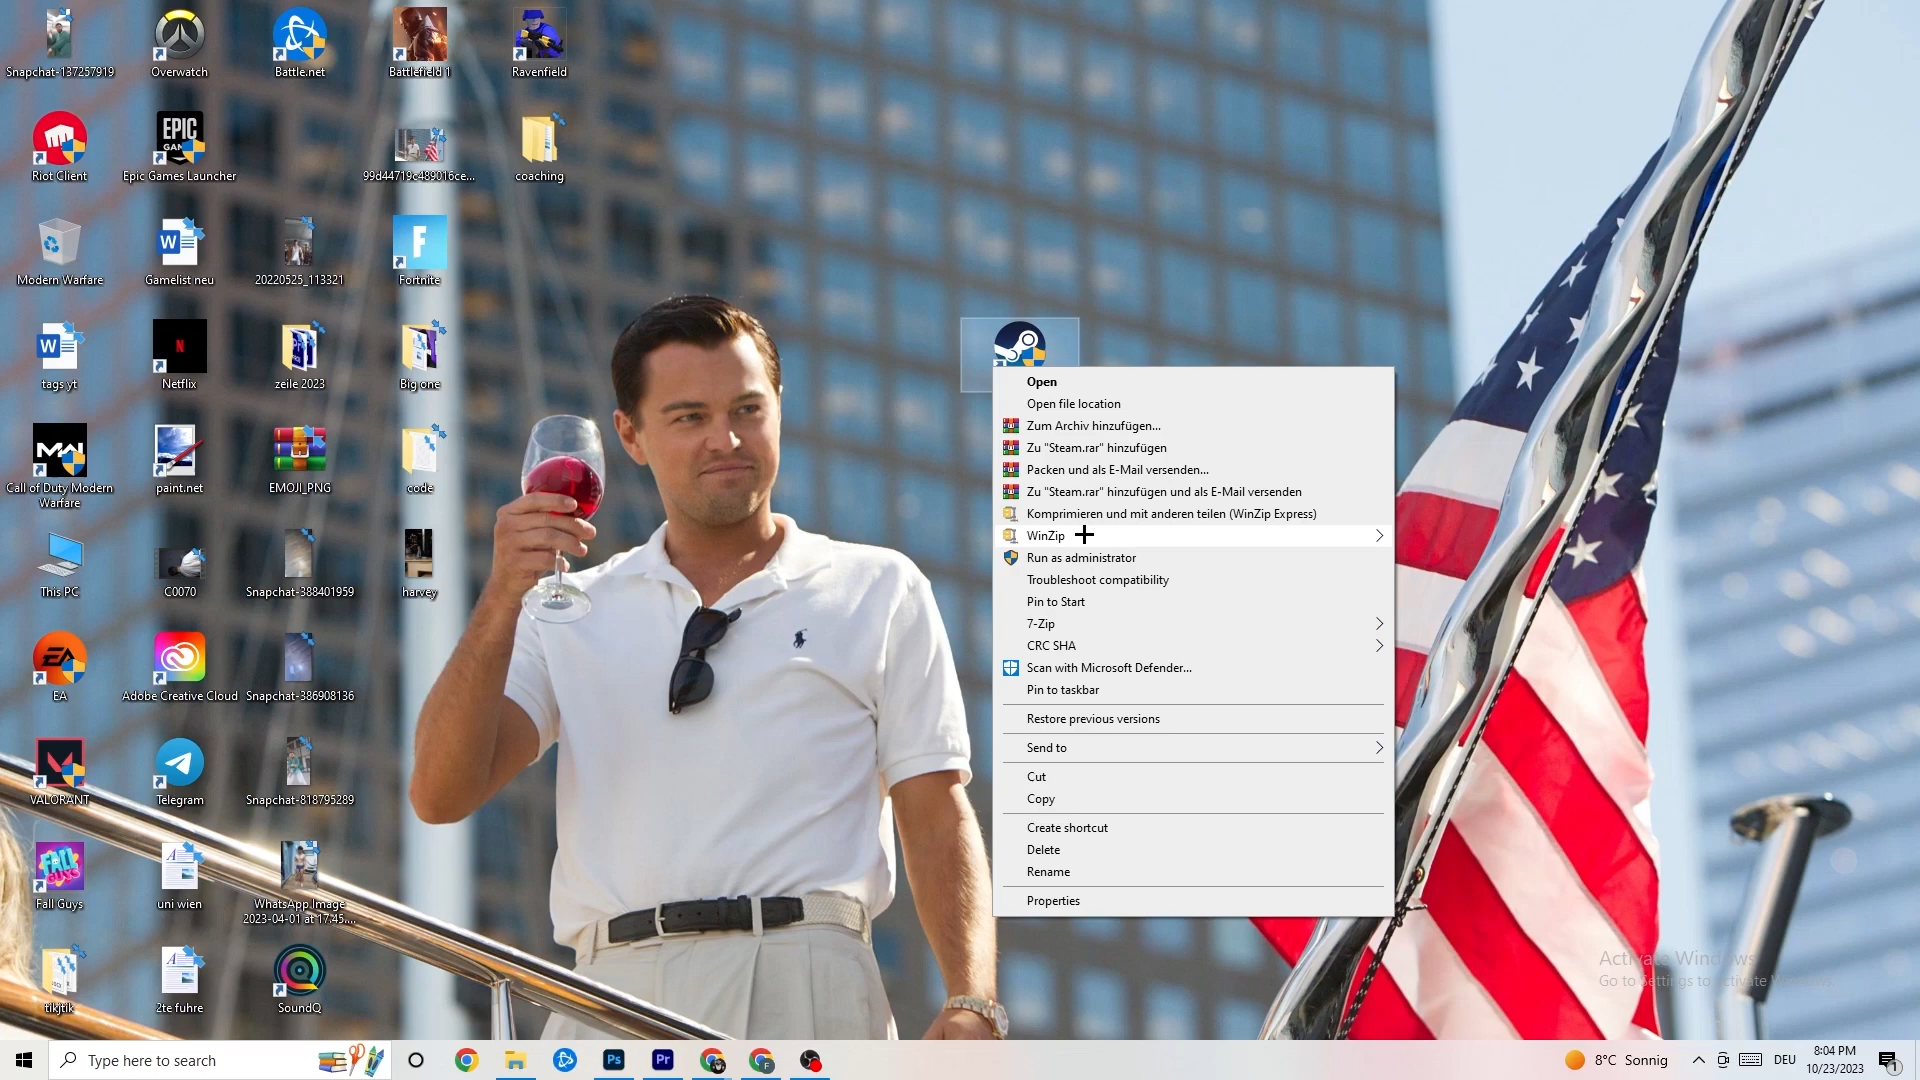 Snapchat-137257919
Overwatch
Battle.net
Battlefield 1
Ravenfield
Riot Client
EPIC
Epic Games Launcher
99d44719c489016ce...
coaching
Modern Warfare
Gamelist neu
20220525_113321
Fortnite
tags yt
Netflix
zeile 2023
Big one
Call of Duty Modern
Warfare
paint.net
EMOJI_PNG
code
This PC
C0070
Snapchat-388401959
harvey
EA
Adobe Creative Cloud
Snapchat-386908136
VALORANT
Telegram
Snapchat-818795289
Fall Guys
uni wien
WhatsApp Image
2023-04-01 at 17.45....
tikjtik
2te fuhre
SoundQ
Open
Open file location
Zum Archiv hinzufügen...
Zu "Steam.rar" hinzufügen
Packen und als E-Mail versenden...
Zu "Steam.rar" hinzufügen und als E-Mail versenden
Komprimieren und mit anderen teilen (WinZip Express)
WinZip
Run as administrator
Troubleshoot compatibility
Pin to Start
7-Zip
CRC SHA
Scan with Microsoft Defender...
Pin to taskbar
Restore previous versions
Send to
Cut
Copy
Create shortcut
Delete
Rename
Properties
Activate Windows
Go to Settings to activate Windows.
Type here to search
Ps
Pr
8°C Sonnig
DEU
8:04 PM
10/23/2023
1